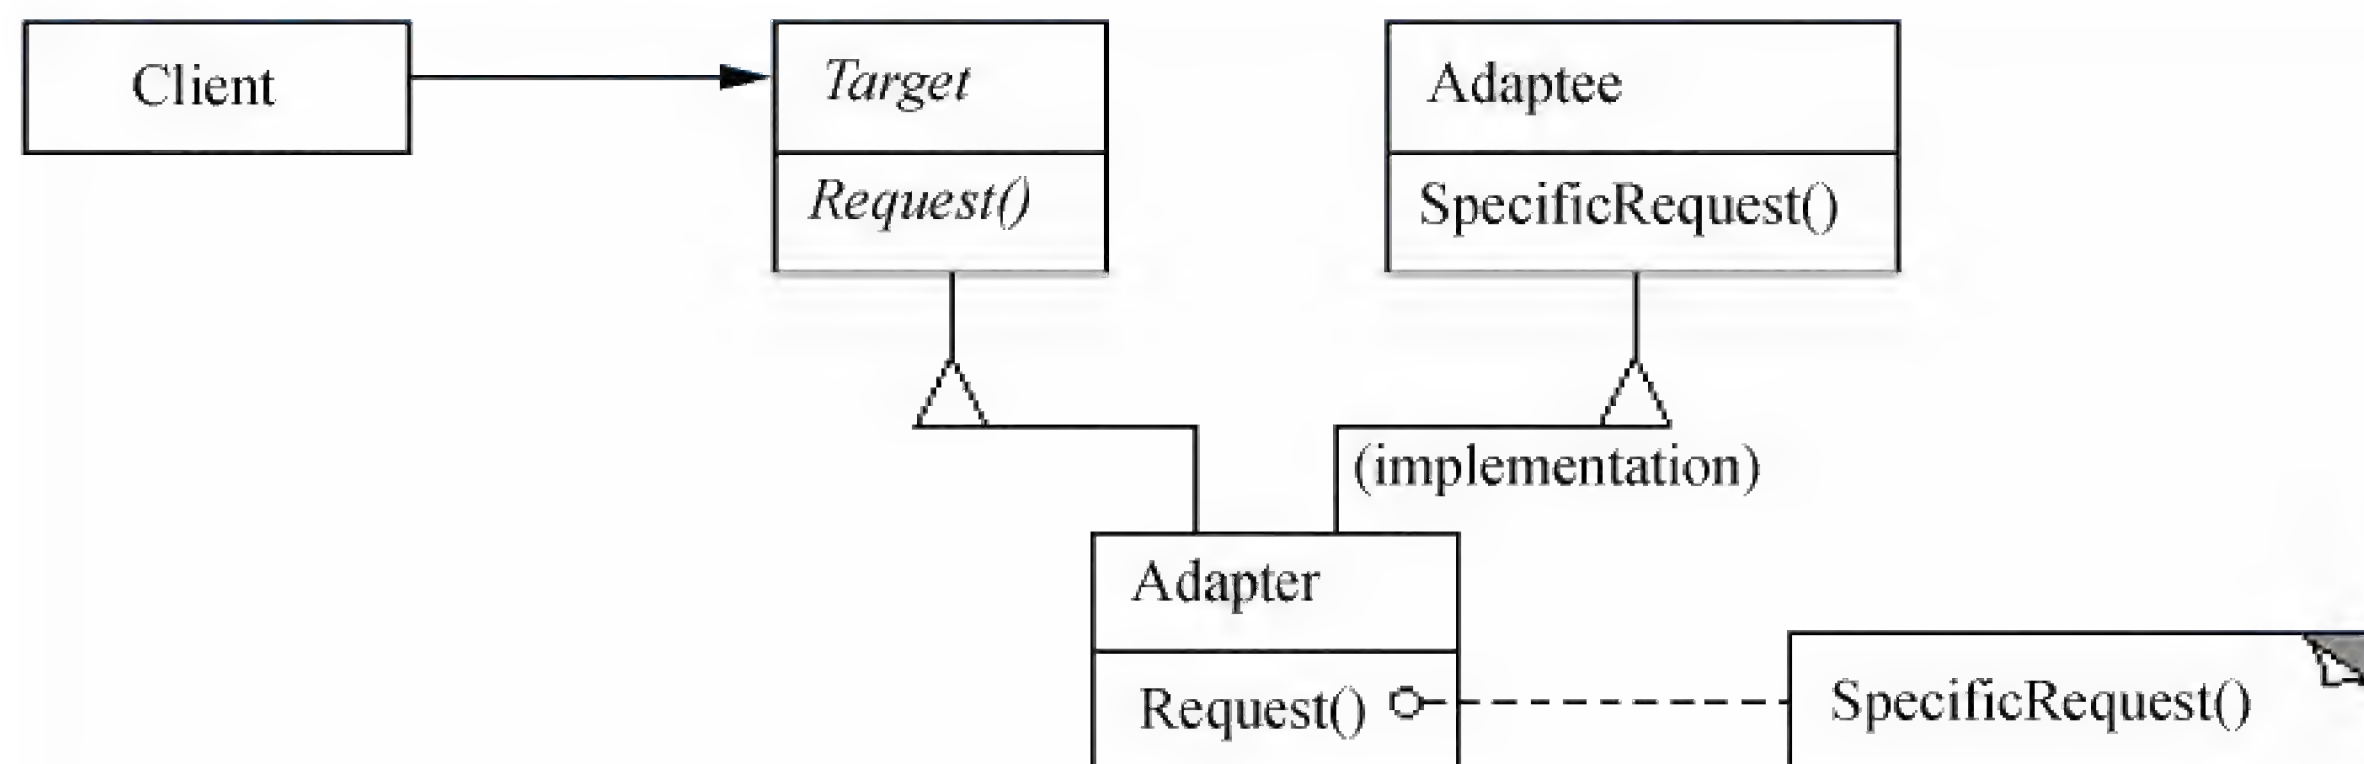 Client
Target
Request()
Adaptee
SpecificRequest()
(implementation)
Adapter
Request()
SpecificRequest()